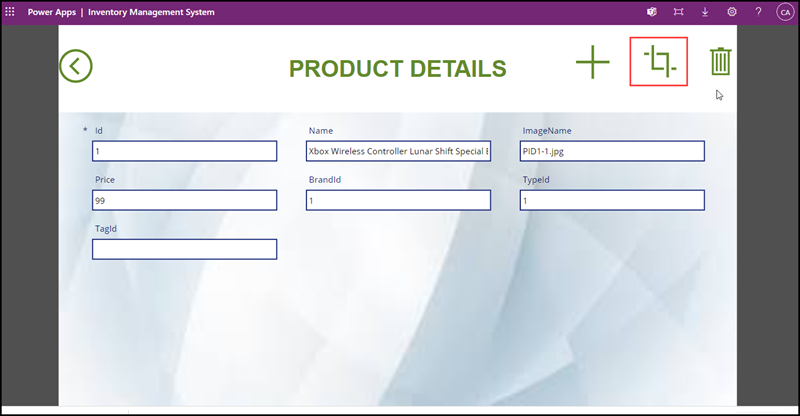 Power Apps | Inventory Management System
? CA
PRODUCT DETAILS
* Id Name ImageName
1 Xbox Wireless Controller Lunar Shift Special PID1-1.jpg
Price BrandId TypeId
99 1 1
TagId